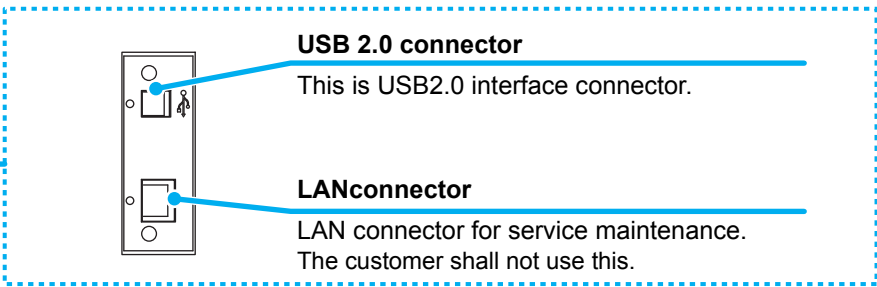 USB 2.0 connector
This is USB2.0 interface connector.
LANconnector
LAN connector for service maintenance.
The customer shall not use this.